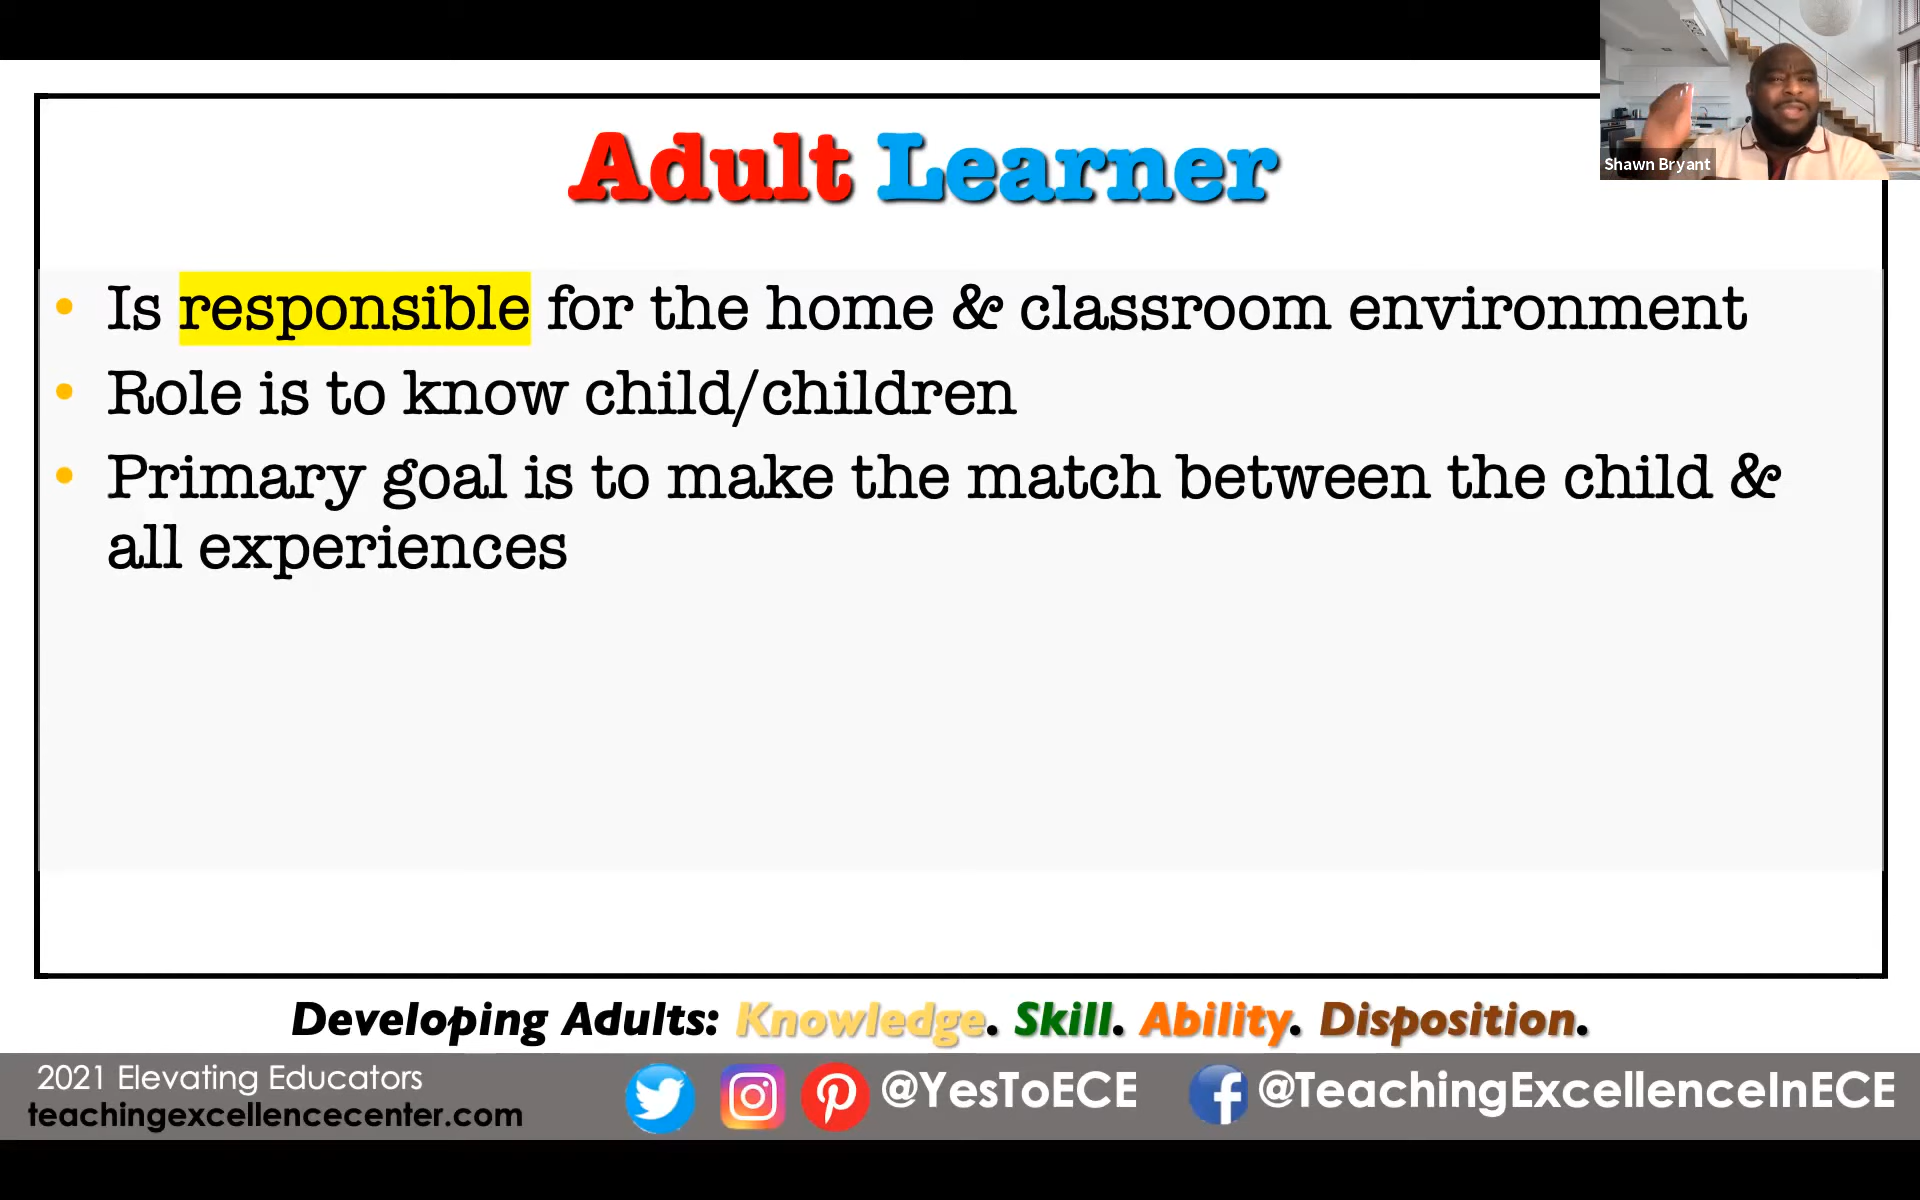 Shawn Bryant
Adult Learner
• Is responsible for the home & classroom environment
• Role is to know child/children
• Primary goal is to make the match between the child &
all experiences
Developing Adults: Knowledge. Skill. Ability. Disposition.
2021 Elevating Educators
teachingexcellencecenter.com
@YesToECE
@TeachingExcellenceInECE